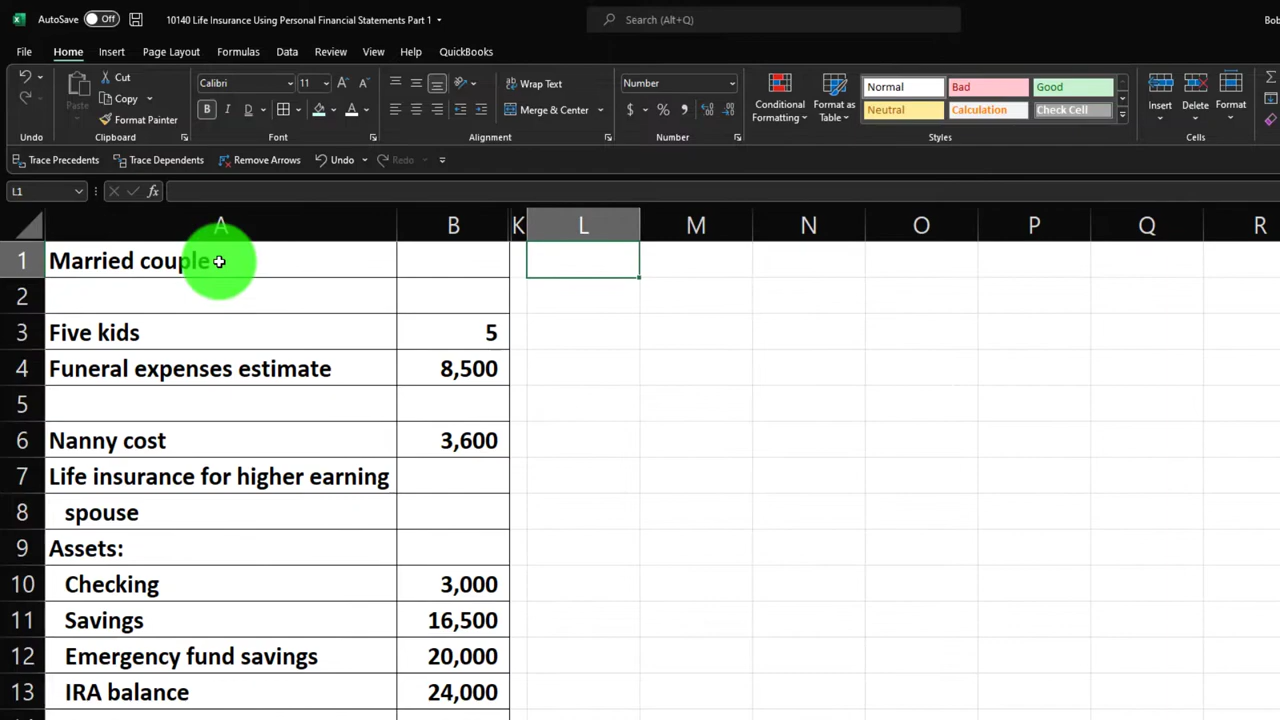 AutoSave Off 10140 Life Insurance Using Personal Financial Statements Part 1 Search (Alt+Q) Bob
File Home Insert Page Layout Formulas Data Review View Help QuickBooks
Paste Cut Copy Format Painter Calibri 11 B I U A Wrap Text Merge & Center Number $ % Conditional Formatting Format as Table Normal Bad Good Neutral Calculation Check Cell Insert Delete Format
Undo Clipboard Font Alignment Number Styles Cells
Trace Precedents Trace Dependents Remove Arrows Undo Redo
L1 fx
A B K L M N O P Q R
1 Married couple
2
3 Five kids 5
4 Funeral expenses estimate 8,500
5
6 Nanny cost 3,600
7 Life insurance for higher earning
8 spouse
9 Assets:
10 Checking 3,000
11 Savings 16,500
12 Emergency fund savings 20,000
13 IRA balance 24,000